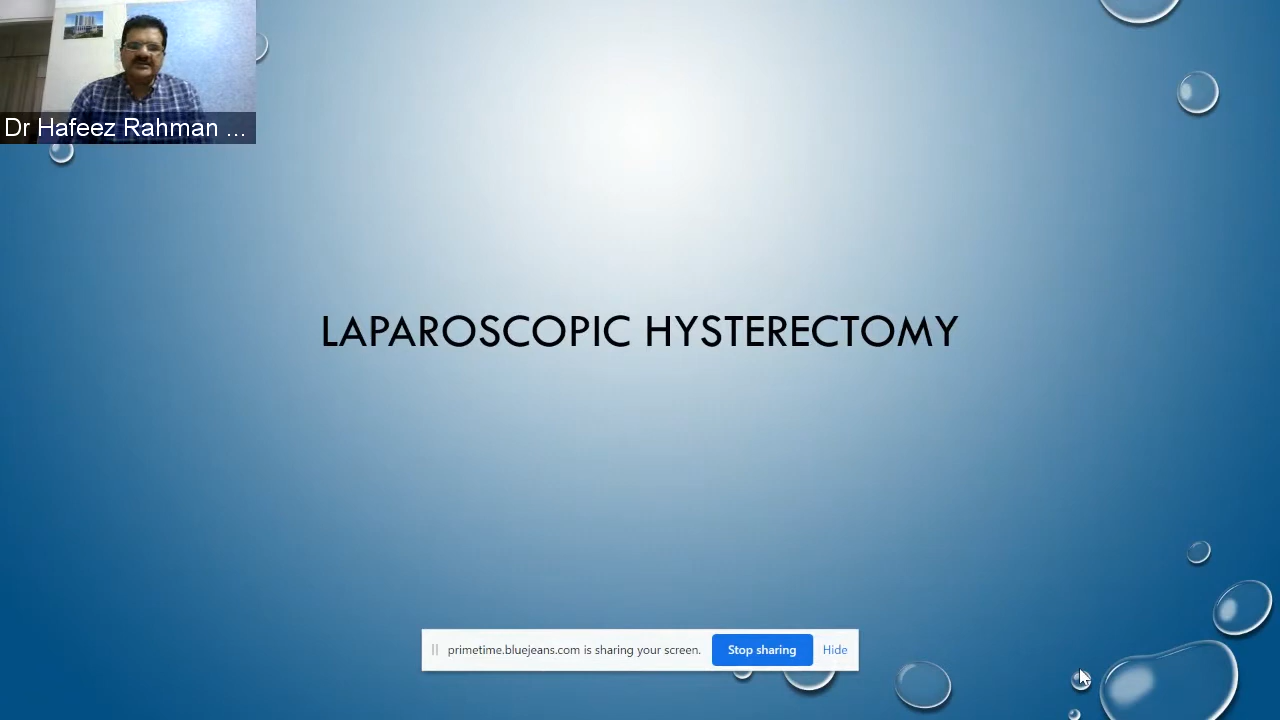 Dr Hafeez Rahman ...
LAPAROSCOPIC HYSTERECTOMY
primetime.bluejeans.com is sharing your screen. Stop sharing Hide